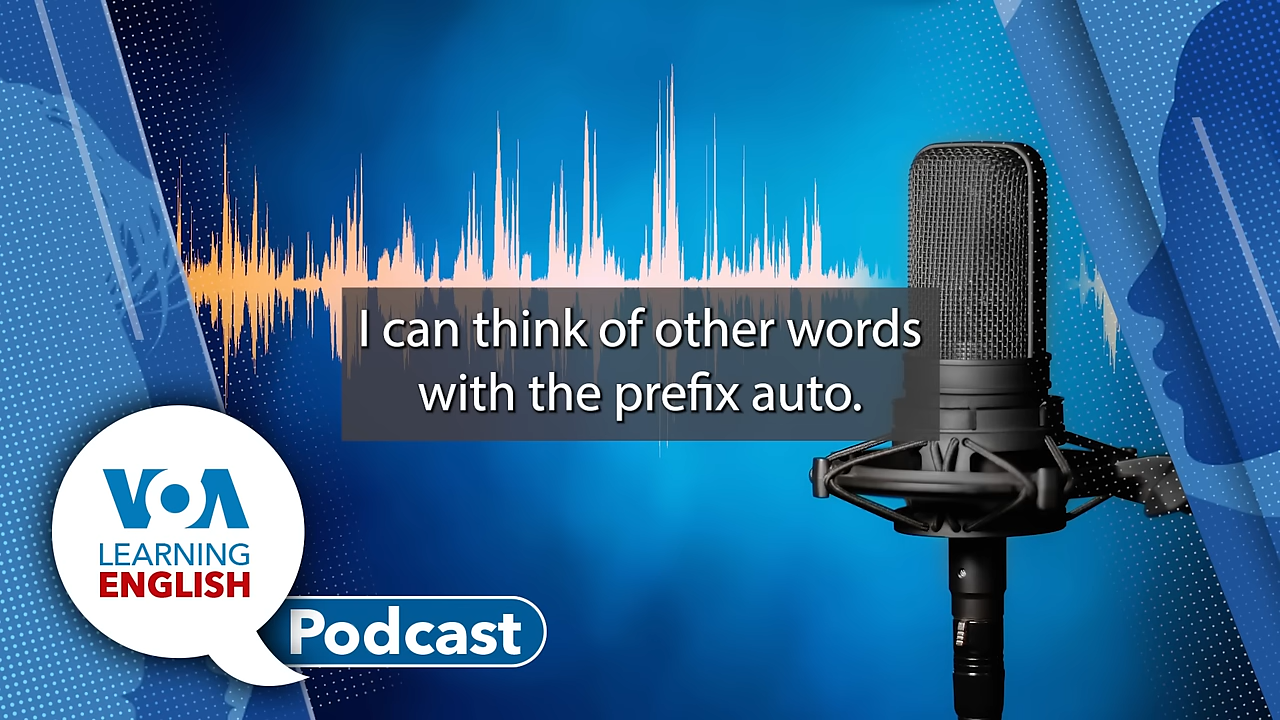 I can think of other words
with the prefix auto.
VOA
LEARNING
ENGLISH
Podcast